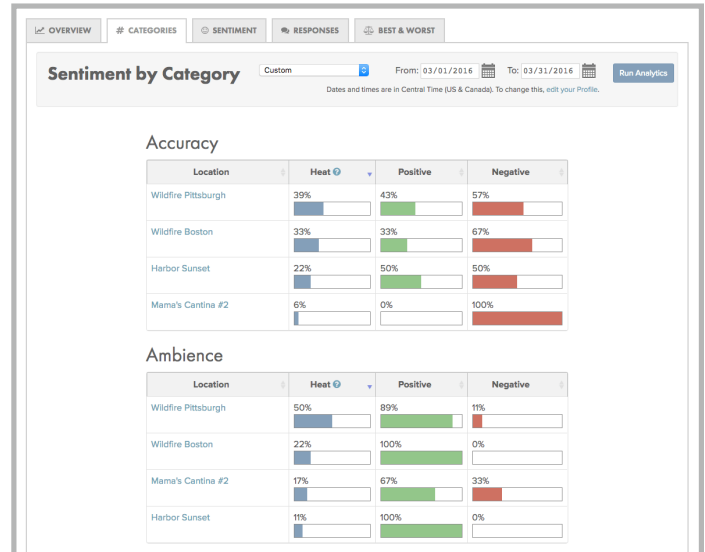 OVERVIEW # CATEGORIES SENTIMENT RESPONSES BEST & WORST
Sentiment by Category Custom From: 03/01/2016 To: 03/31/2016 Run Analytics
Dates and times are in Central Time (US & Canada). To change this, edit your Profile.
Accuracy
Location Heat ? Positive Negative
Wildfire Pittsburgh 39% 43% 57%
Wildfire Boston 33% 33% 67%
Harbor Sunset 22% 50% 50%
Mama's Cantina #2 6% 0% 100%
Ambience
Location Heat ? Positive Negative
Wildfire Pittsburgh 50% 89% 11%
Wildfire Boston 22% 100% 0%
Mama's Cantina #2 17% 67% 33%
Harbor Sunset 11% 100% 0%